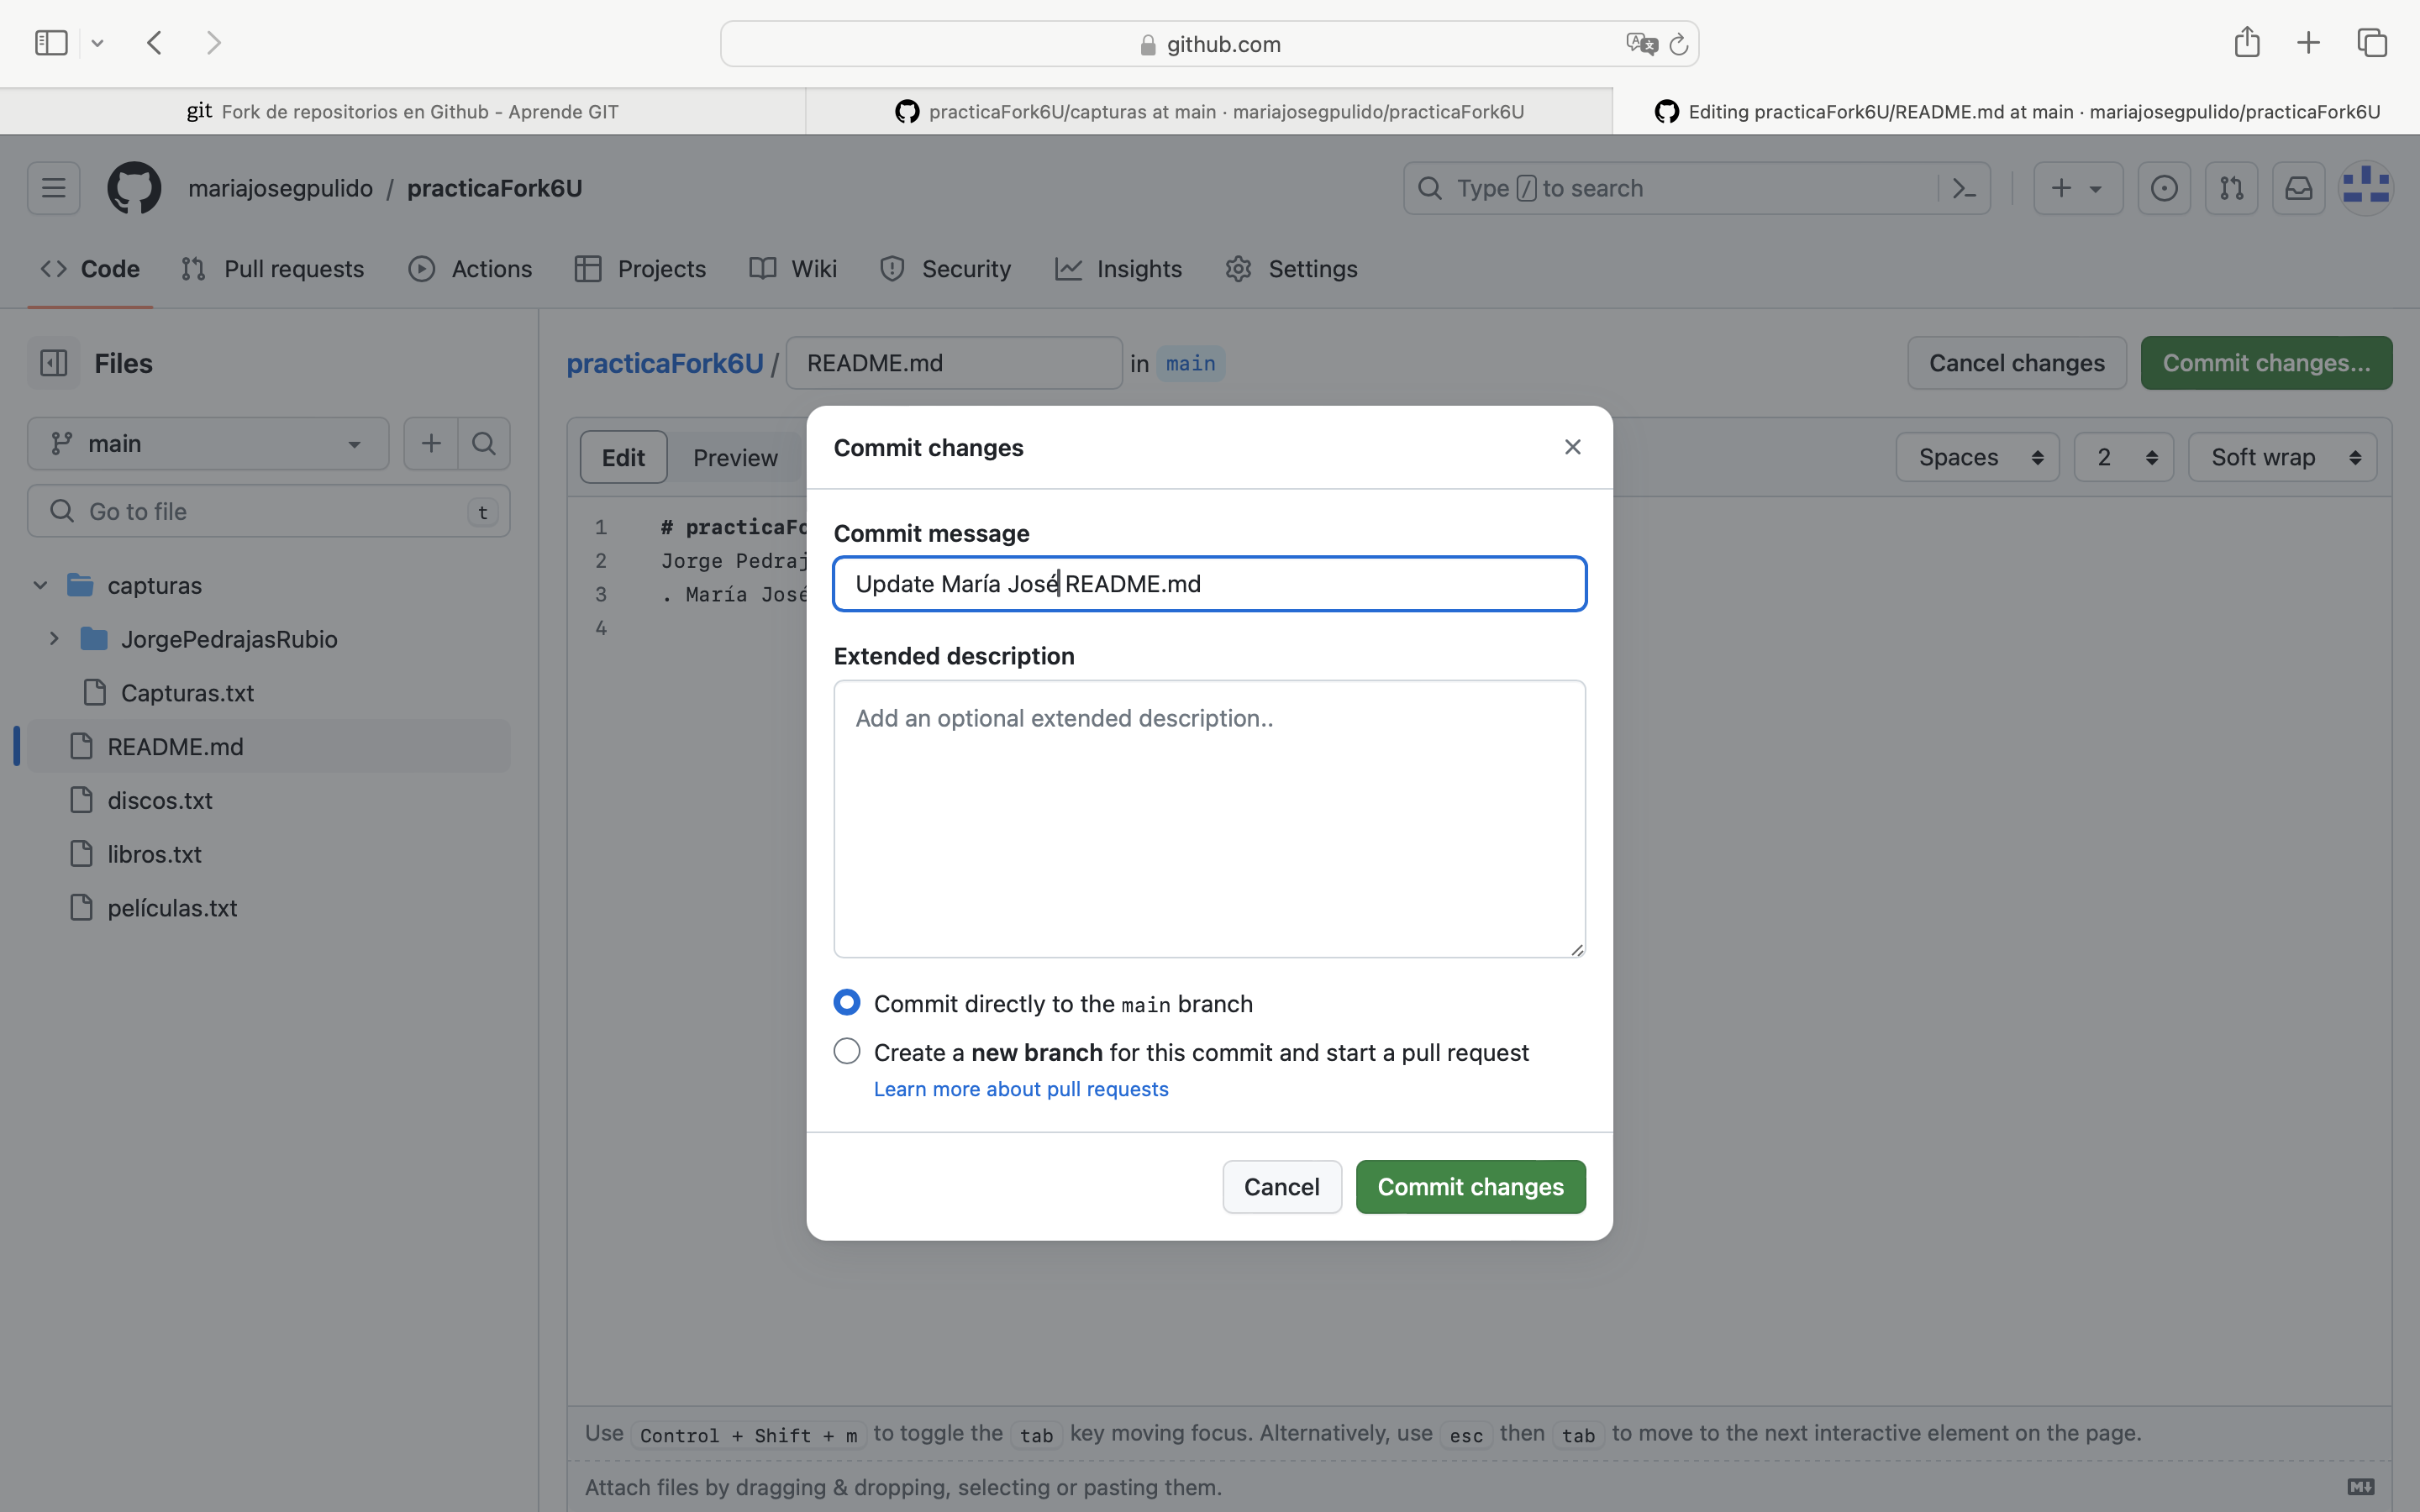 github.com
git Fork de repositorios en Github - Aprende GIT
practicaFork6U/capturas at main · mariajosegpulido/practicaFork6U
Editing practicaFork6U/README.md at main · mariajosegpulido/practicaFork6U
mariajosegpulido / practicaFork6U
Type / to search
Code
Pull requests
Actions
Projects
Wiki
Security
Insights
Settings
Files
practicaFork6U / README.md in main
Cancel changes
Commit changes...
main
Go to file
t
capturas
JorgePedrajasRubio
Capturas.txt
README.md
discos.txt
libros.txt
películas.txt
Edit
Preview
Spaces
2
Soft wrap
1 # practicaFo
2 Jorge Pedraj
3 . María José
4
Commit changes
Commit message
Update María José README.md
Extended description
Add an optional extended description..
Commit directly to the main branch
Create a new branch for this commit and start a pull request
Learn more about pull requests
Cancel
Commit changes
Use Control + Shift + m to toggle the tab key moving focus. Alternatively, use esc then tab to move to the next interactive element on the page.
Attach files by dragging & dropping, selecting or pasting them.